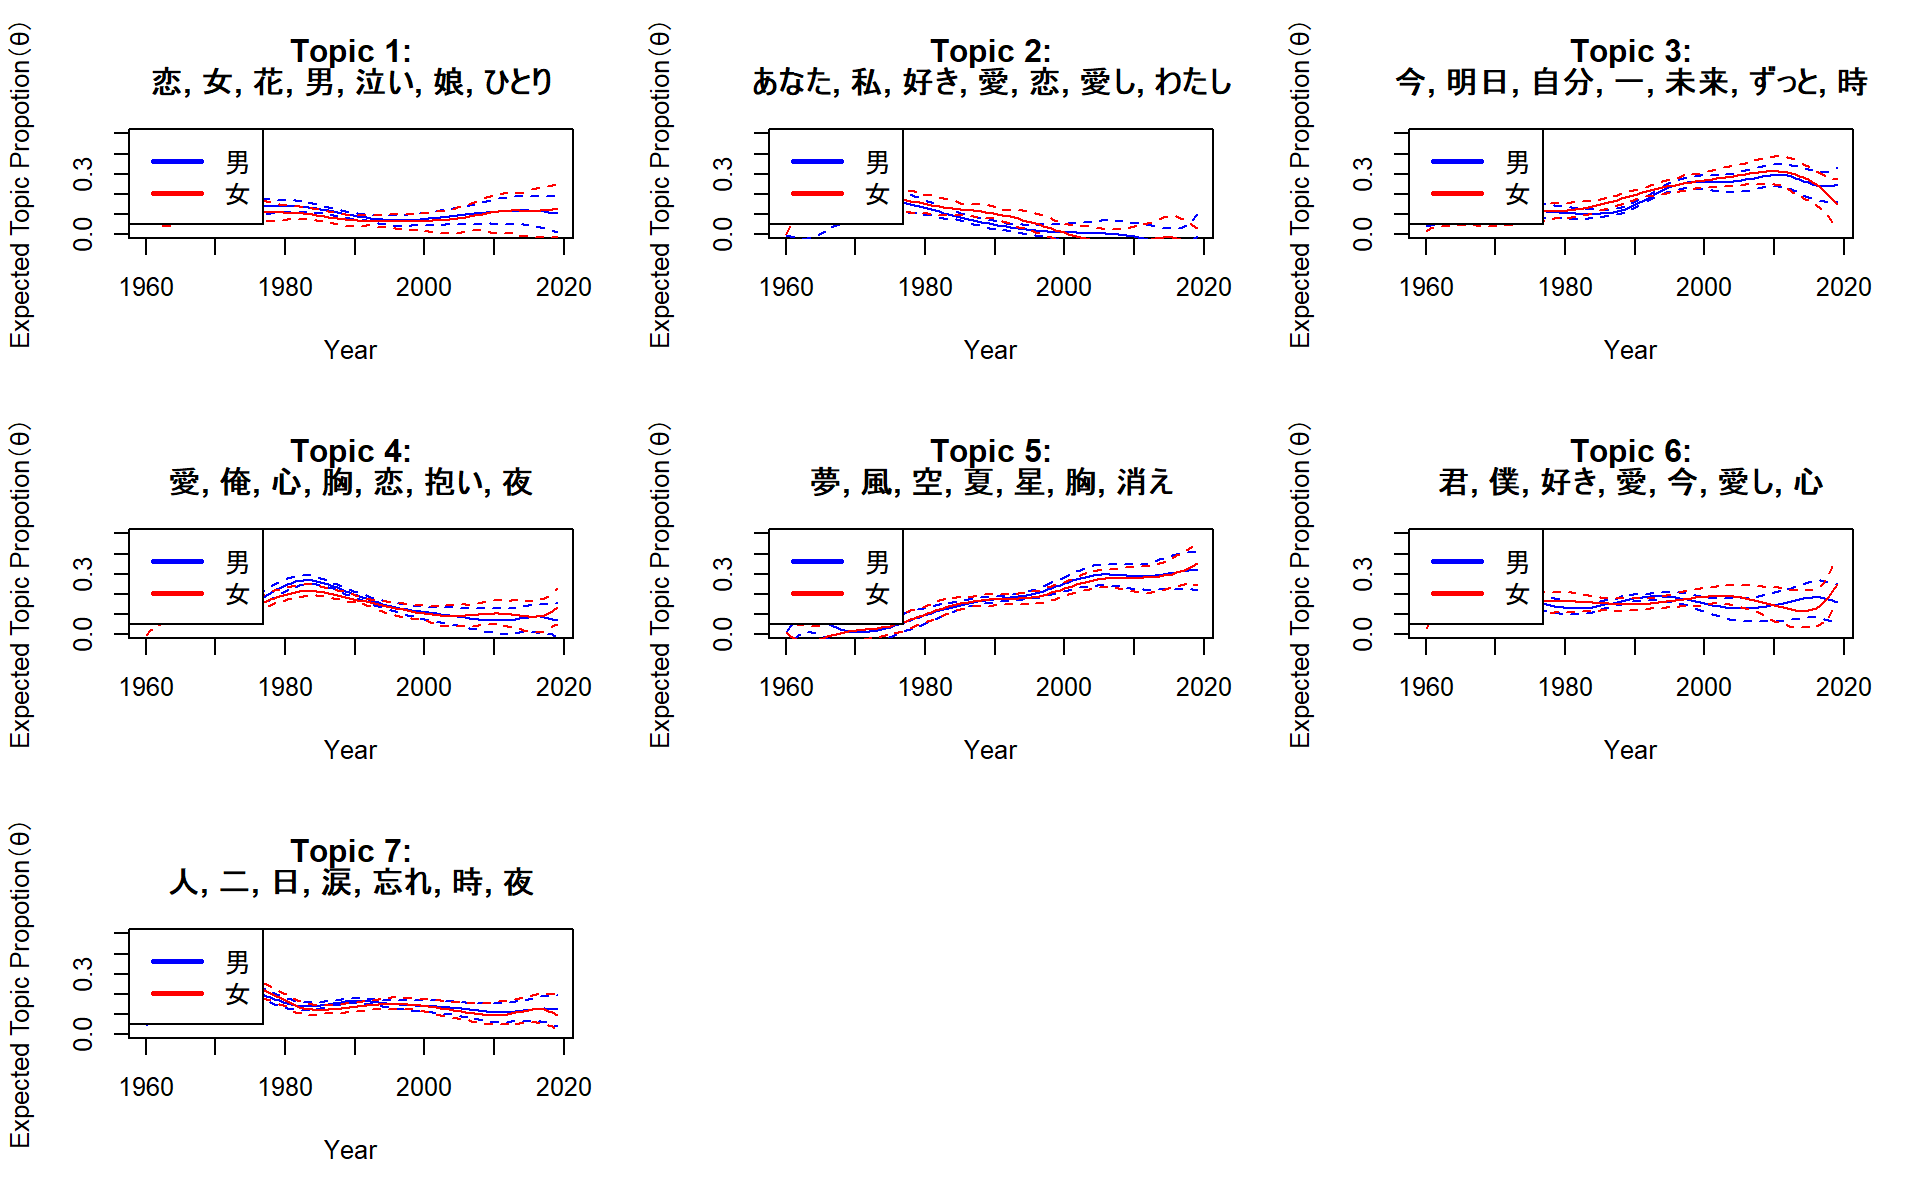 Topic 1:
恋, 女, 花, 男, 泣い, 娘, ひとり
Expected Topic Propotion(θ)
0.3
0.0
男
女
1960 1980 2000 2020
Year
Topic 2:
あなた, 私, 好き, 愛, 恋, 愛し, わたし
Expected Topic Propotion(θ)
0.3
0.0
男
女
1960 1980 2000 2020
Year
Topic 3:
今, 明日, 自分, 一, 未来, ずっと, 時
Expected Topic Propotion(θ)
0.3
0.0
男
女
1960 1980 2000 2020
Year
Topic 4:
愛, 俺, 心, 胸, 恋, 抱い, 夜
Expected Topic Propotion(θ)
0.3
0.0
男
女
1960 1980 2000 2020
Year
Topic 5:
夢, 風, 空, 夏, 星, 胸, 消え
Expected Topic Propotion(θ)
0.3
0.0
男
女
1960 1980 2000 2020
Year
Topic 6:
君, 僕, 好き, 愛, 今, 愛し, 心
Expected Topic Propotion(θ)
0.3
0.0
男
女
1960 1980 2000 2020
Year
Topic 7:
人, 二, 日, 涙, 忘れ, 時, 夜
Expected Topic Propotion(θ)
0.3
0.0
男
女
1960 1980 2000 2020
Year